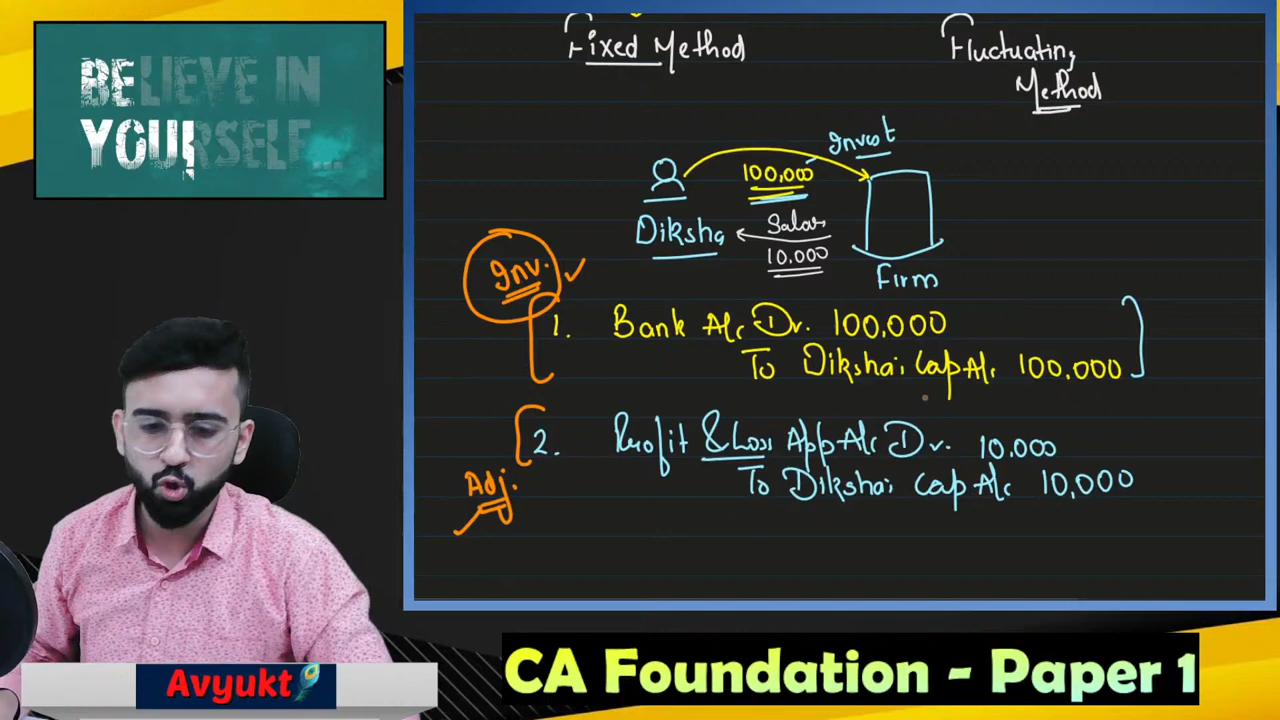 BELIEVE IN
YOURSELF...
Fixed Method
Fluctuating
Method
Invest
100,000
Diksha
Salary
10.000
Firm
Inv.
1. Bank A/c Dr. 100,000
To Diksha's Cap A/c 100,000
2. Profit & Loss App A/c Dr. 10.000
To Diksha's Cap A/c 10,000
Adj.
Avyukt
CA Foundation - Paper 1